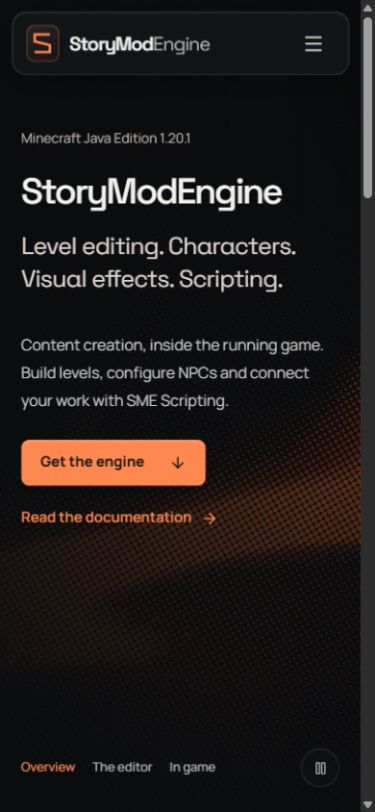 StoryModEngine
Minecraft Java Edition 1.20.1
StoryModEngine
Level editing. Characters.
Visual effects. Scripting.
Content creation, inside the running game.
Build levels, configure NPCs and connect
your work with SME Scripting.
Get the engine
Read the documentation
Overview The editor In game